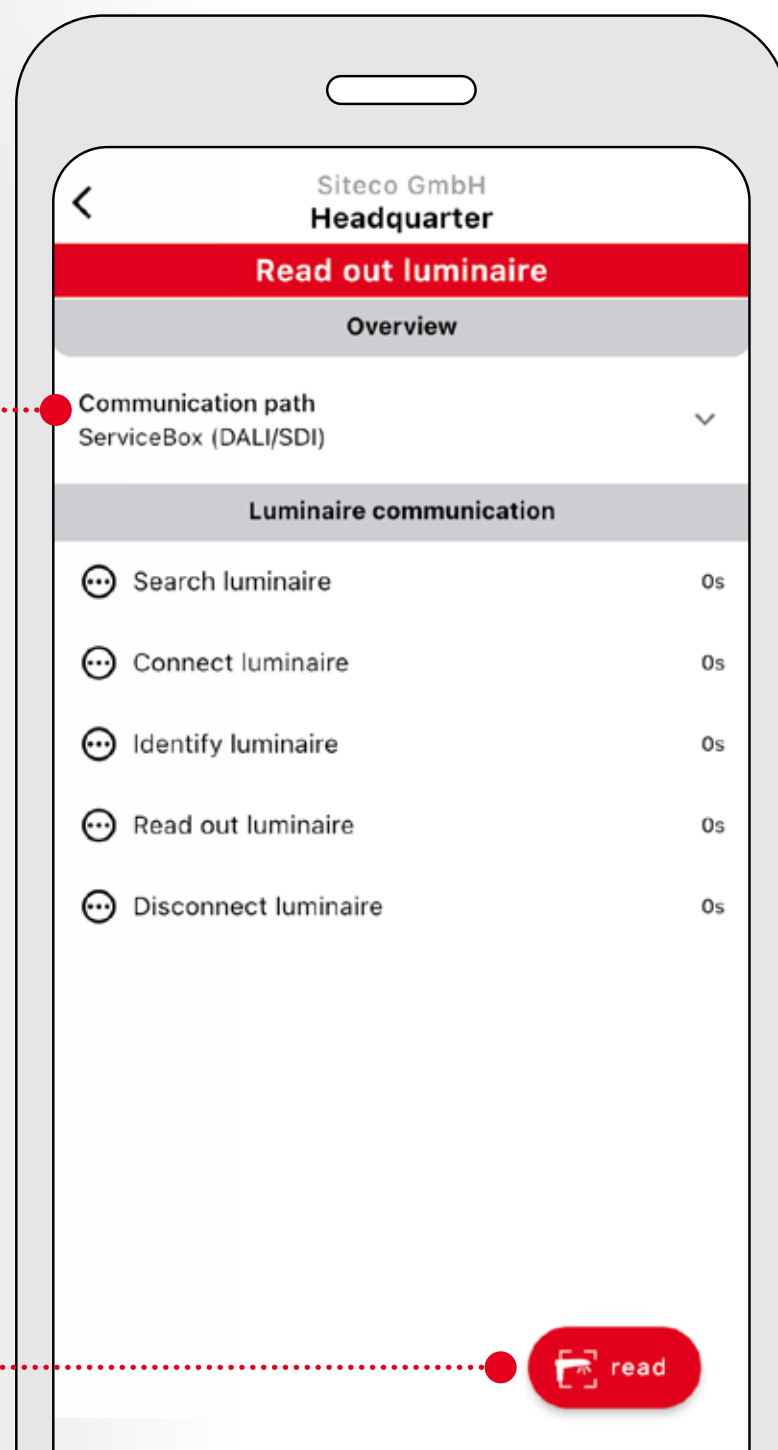 Siteco GmbH
Headquarter
Read out luminaire
Overview
Communication path
ServiceBox (DALI/SDI)
Luminaire communication
Search luminaire 0s
Connect luminaire 0s
Identify luminaire 0s
Read out luminaire 0s
Disconnect luminaire 0s
read